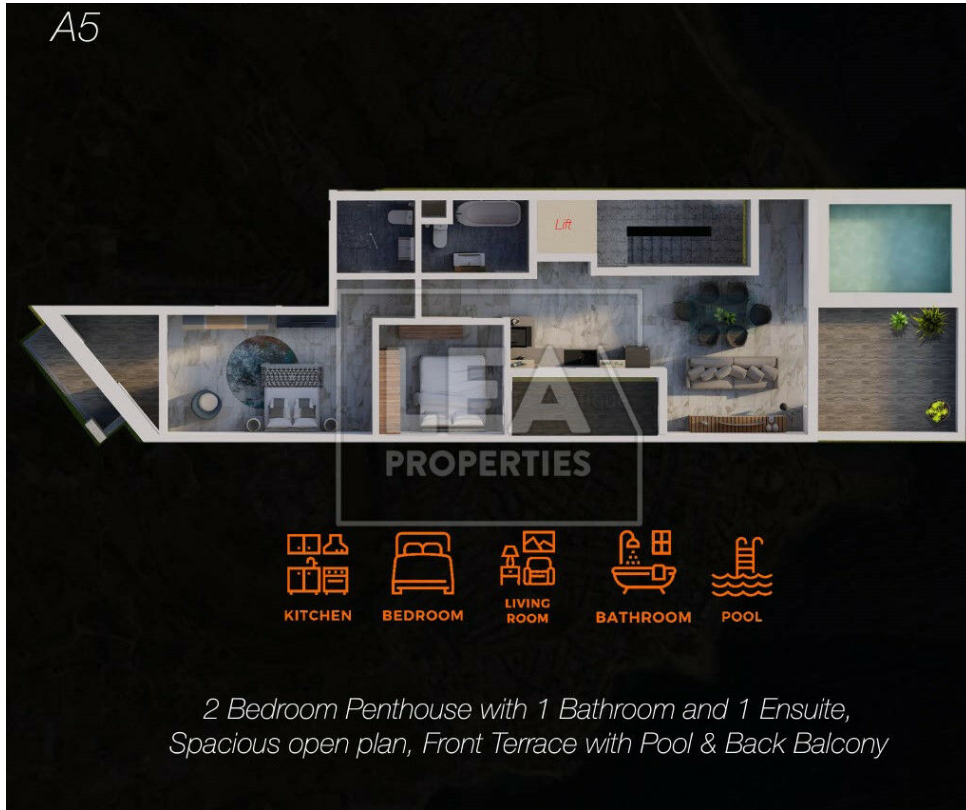 A5
Lift
LEA
PROPERTIES
KITCHEN
BEDROOM
LIVING
ROOM
BATHROOM
POOL
2 Bedroom Penthouse with 1 Bathroom and 1 Ensuite,
Spacious open plan, Front Terrace with Pool & Back Balcony